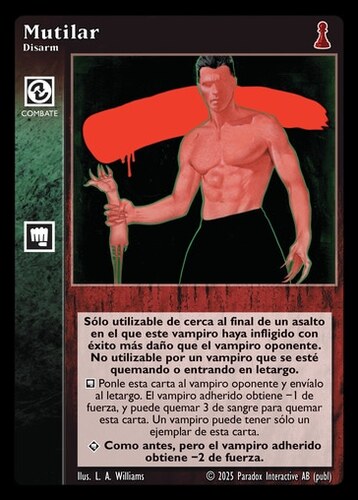 Mutilar
Disarm
COMBATE
Sólo utilizable de cerca al final de un asalto
en el que este vampiro haya infligido con
éxito más daño que el vampiro oponente.
No utilizable por un vampiro que se esté
quemando o entrando en letargo.
Ponle esta carta al vampiro oponente y envíalo
al letargo. El vampiro adherido obtiene −1 de
fuerza, y puede quemar 3 de sangre para quemar
esta carta. Un vampiro puede tener sólo un
ejemplar de esta carta.
Como antes, pero el vampiro adherido
obtiene −2 de fuerza.
Ilus. L. A. Williams
© 2025 Paradox Interactive AB (publ)